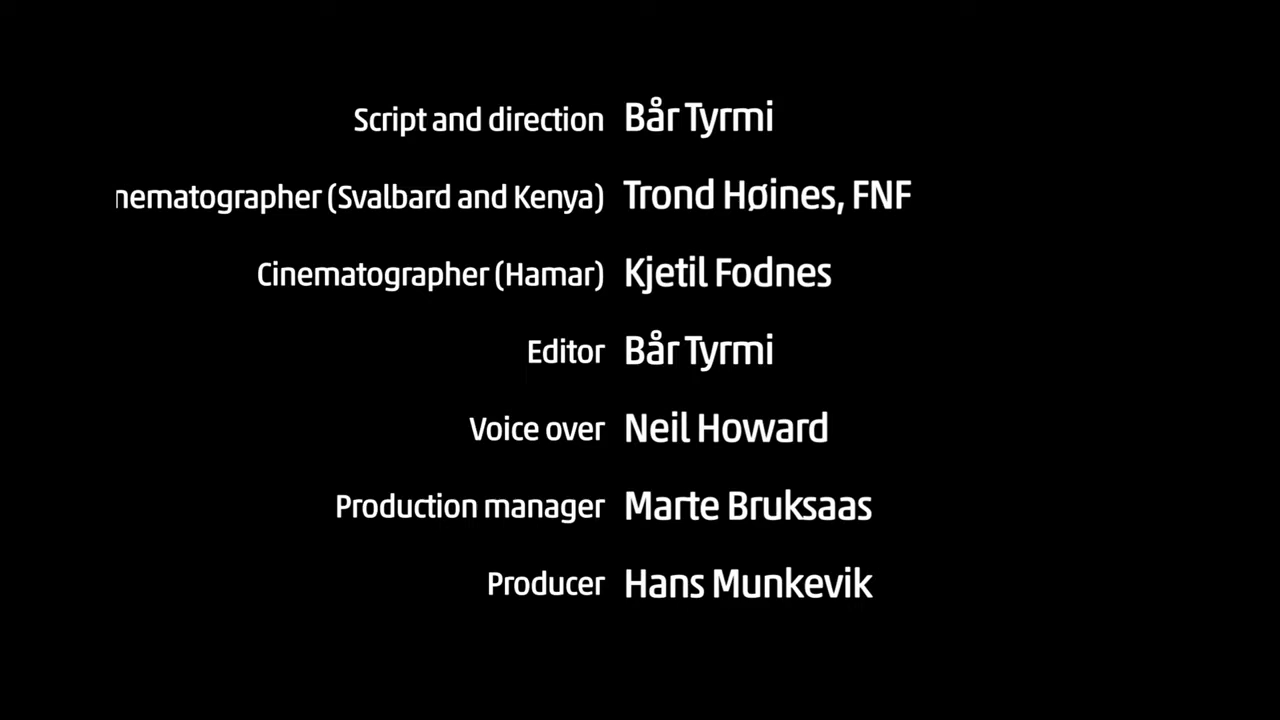 Script and direction Bår Tyrmi
nematographer (Svalbard and Kenya) Trond Høines, FNF
Cinematographer (Hamar) Kjetil Fodnes
Editor Bår Tyrmi
Voice over Neil Howard
Production manager Marte Bruksaas
Producer Hans Munkevik